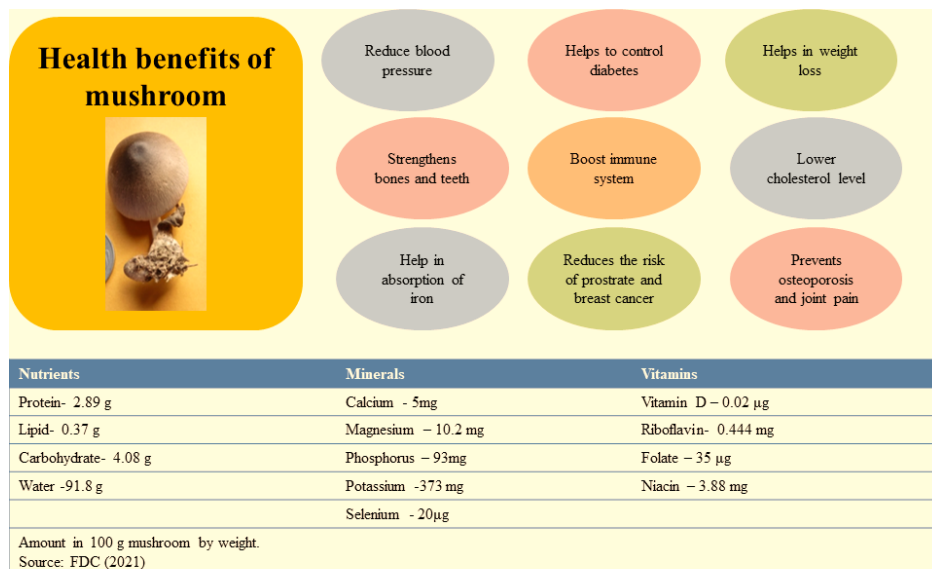 Health benefits of
mushroom
Reduce blood
pressure
Helps to control
diabetes
Helps in weight
loss
Strengthens
bones and teeth
Boost immune
system
Lower
cholesterol level
Help in
absorption of
iron
Reduces the risk
of prostrate and
breast cancer
Prevents
osteoporosis
and joint pain
Nutrients Minerals Vitamins
Protein- 2.89 g Calcium - 5mg Vitamin D – 0.02 µg
Lipid- 0.37 g Magnesium – 10.2 mg Riboflavin- 0.444 mg
Carbohydrate- 4.08 g Phosphorus – 93mg Folate – 35 µg
Water -91.8 g Potassium -373 mg Niacin – 3.88 mg
Selenium - 20µg
Amount in 100 g mushroom by weight.
Source: FDC (2021)